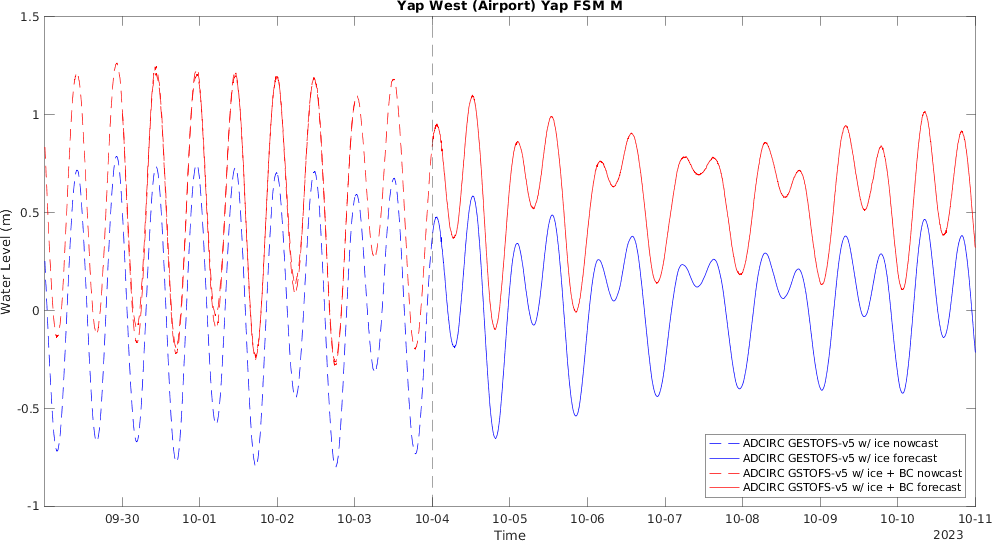 Yap West (Airport) Yap FSM M
1.5
1
0.5
0
-0.5
-1
Water Level (m)
ADCIRC GESTOFS-v5 w/ ice nowcast
ADCIRC GESTOFS-v5 w/ ice forecast
ADCIRC GSTOFS-v5 w/ ice + BC nowcast
ADCIRC GSTOFS-v5 w/ ice + BC forecast
09-30 10-01 10-02 10-03 10-04 10-05 10-06 10-07 10-08 10-09 10-10 10-11
Time
2023